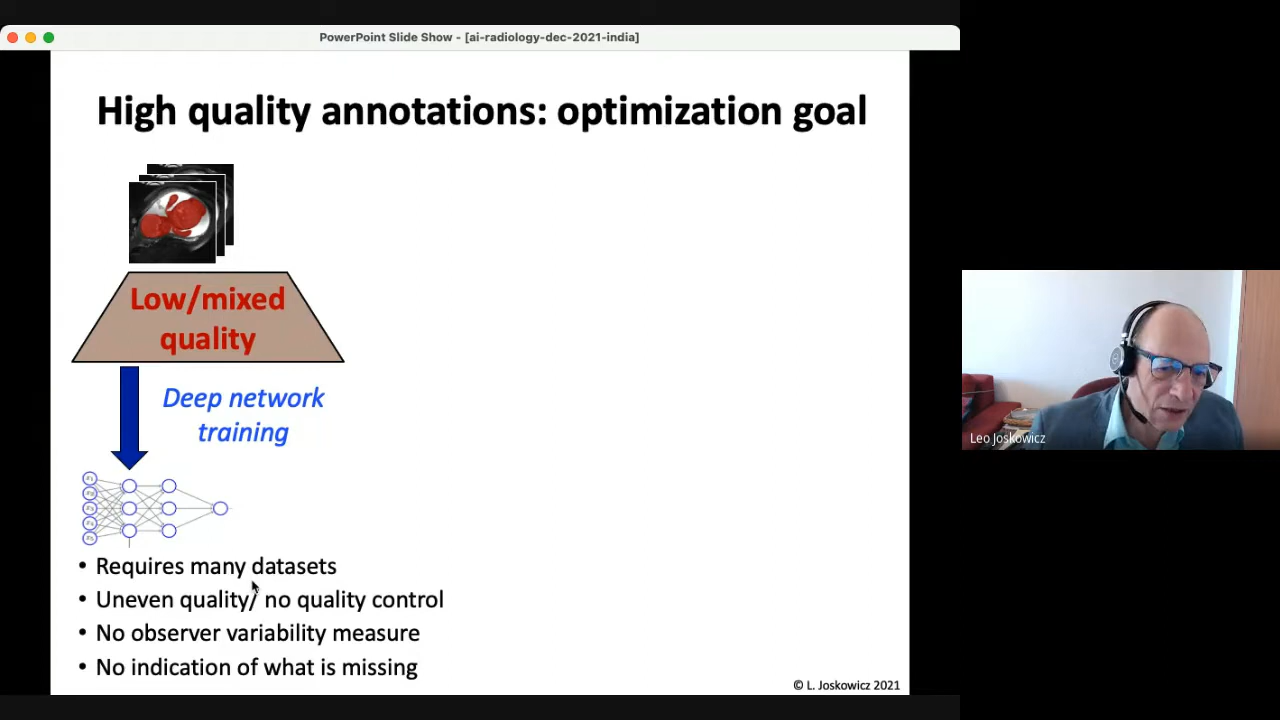 PowerPoint Slide Show - [ai-radiology-dec-2021-india]
High quality annotations: optimization goal
Low/mixed
quality
Deep network
training
• Requires many datasets
• Uneven quality/ no quality control
• No observer variability measure
• No indication of what is missing
© L. Joskowicz 2021
Leo Joskowicz